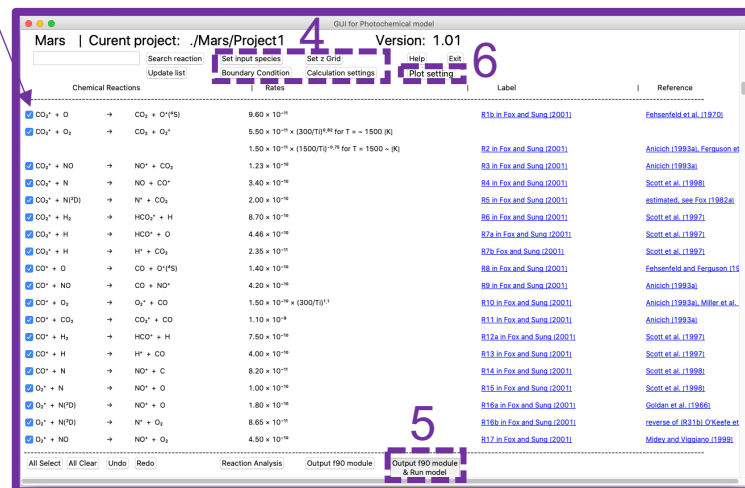 GUI for Photochemical model
4
Mars | Curent project: ./Mars/Project1 Version: 1.01
Search reaction Set input species Set z Grid Help Exit
6
Update list Boundary Condition Calculation settings Plot setting
Chemical Reactions | Rates | Label | Reference
CO₂⁺ + O → CO₂ + O⁺(⁴S) 9.60 × 10⁻¹¹ R1b in Fox and Sung (2001) Fehsenfeld et al. [1970]
CO₂⁺ + O₂ → CO₂ + O₂⁺ 5.50 × 10⁻¹¹ × (300/Ti)⁰·⁸² for T = ~ 1500 [K]
1.50 × 10⁻¹¹ × (1500/Ti)⁻⁰·⁷⁵ for T = 1500 ~ [K] R2 in Fox and Sung (2001) Anicich (1993a), Ferguson et
CO₂⁺ + NO → NO⁺ + CO₂ 1.23 × 10⁻¹⁰ R3 in Fox and Sung (2001) Anicich (1993a)
CO₂⁺ + N → NO + CO⁺ 3.40 × 10⁻¹⁰ R4 in Fox and Sung (2001) Scott et al. [1998]
CO₂⁺ + N(²D) → N⁺ + CO₂ 2.00 × 10⁻¹⁰ R5 in Fox and Sung (2001) estimated, see Fox [1982a]
CO₂⁺ + H₂ → HCO₂⁺ + H 8.70 × 10⁻¹⁰ R6 in Fox and Sung (2001) Scott et al. [1997]
CO₂⁺ + H → HCO⁺ + O 4.46 × 10⁻¹⁰ R7a in Fox and Sung (2001) Scott et al. [1997]
CO₂⁺ + H → H⁺ + CO₂ 2.35 × 10⁻¹¹ R7b Fox and Sung (2001) Scott et al. [1997]
CO⁺ + O → CO + O⁺(⁴S) 1.40 × 10⁻¹⁰ R8 in Fox and Sung (2001) Fehsenfeld and Ferguson [19
CO⁺ + NO → CO + NO⁺ 4.20 × 10⁻¹⁰ R9 in Fox and Sung (2001) Anicich [1993a]
CO⁺ + O₂ → O₂⁺ + CO 1.50 × 10⁻¹⁰ × (300/Ti)¹·¹ R10 in Fox and Sung (2001) Anicich [1993a], Miller et al.
CO⁺ + CO₂ → CO₂⁺ + CO 1.10 × 10⁻⁹ R11 in Fox and Sung (2001) Anicich [1993a]
CO⁺ + H₂ → HCO⁺ + H 7.50 × 10⁻¹⁰ R12a in Fox and Sung (2001) Scott et al. [1997]
CO⁺ + H → H⁺ + CO 4.00 × 10⁻¹⁰ R13 in Fox and Sung (2001) Scott et al. [1997]
CO⁺ + N → NO⁺ + C 8.20 × 10⁻¹¹ R14 in Fox and Sung (2001) Scott et al. [1998]
O₂⁺ + N → NO⁺ + O 1.00 × 10⁻¹⁰ R15 in Fox and Sung (2001) Scott et al. [1998]
O₂⁺ + N(²D) → NO⁺ + O 1.80 × 10⁻¹⁰ R16a in Fox and Sung (2001) Goldan et al. [1966]
O₂⁺ + N(²D) → N⁺ + O₂ 8.65 × 10⁻¹¹ R16b in Fox and Sung (2001) reverse of (R31b) O'Keefe et
O₂⁺ + NO → NO⁺ + O₂ 4.50 × 10⁻¹⁰ R17 in Fox and Sung (2001) Midey and Viggiano [1999]
5
All Select All Clear Undo Redo Reaction Analysis Output f90 module Output f90 module
& Run model